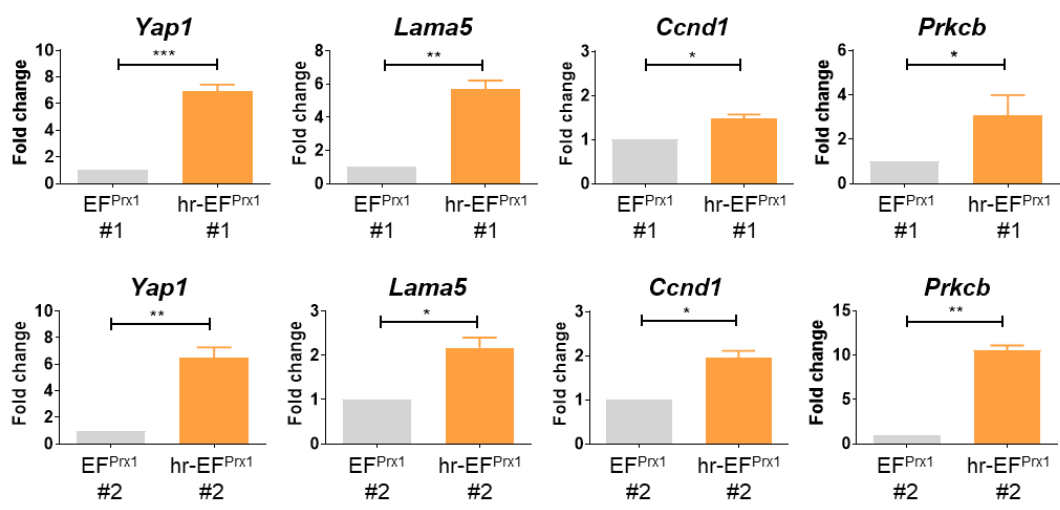 Yap1 Lama5 Ccnd1 Prkcb
*** ** * *
Fold change Fold change Fold change Fold change
10 8 3 6
8 6 2 4
6 4 1 2
4 2 0 0
2 0
0
EFPrx1 hr-EFPrx1 EFPrx1 hr-EFPrx1 EFPrx1 hr-EFPrx1 EFPrx1 hr-EFPrx1
#1 #1 #1 #1 #1 #1 #1 #1
Yap1 Lama5 Ccnd1 Prkcb
** * * **
Fold change Fold change Fold change Fold change
10 3 3 15
8 2 2 10
6 1 1 5
4 0 0 0
2
0
EFPrx1 hr-EFPrx1 EFPrx1 hr-EFPrx1 EFPrx1 hr-EFPrx1 EFPrx1 hr-EFPrx1
#2 #2 #2 #2 #2 #2 #2 #2